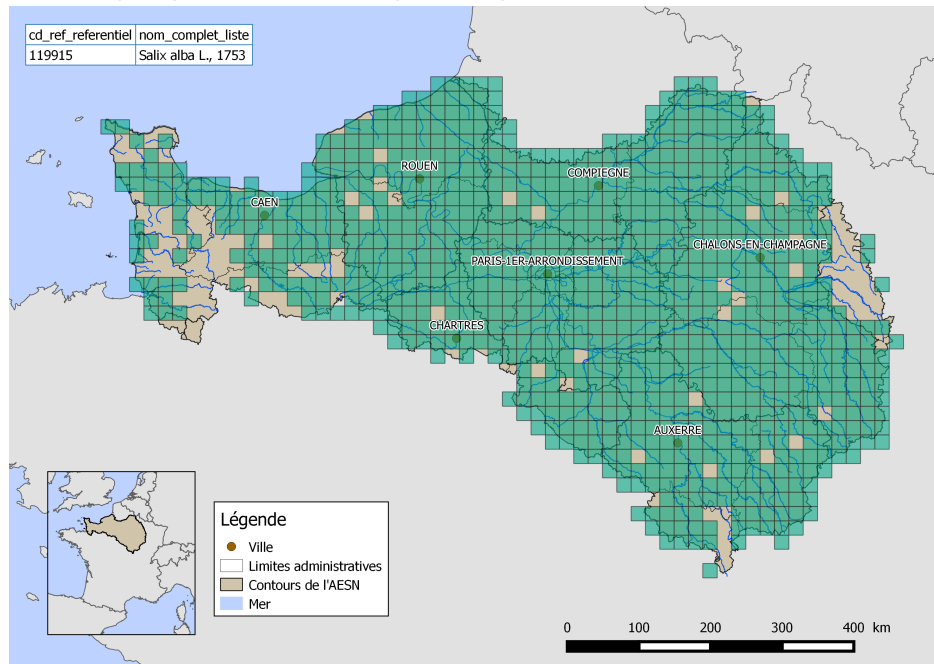 cd_ref_referentiel nom_complet_liste
119915 Salix alba L., 1753
ROUEN
COMPIEGNE
CAEN
CHALONS-EN-CHAMPAGNE
PARIS-1ER-ARRONDISSEMENT
CHARTRES
AUXERRE
Légende
Ville
Limites administratives
Contours de l'AESN
Mer
0 100 200 300 400 km